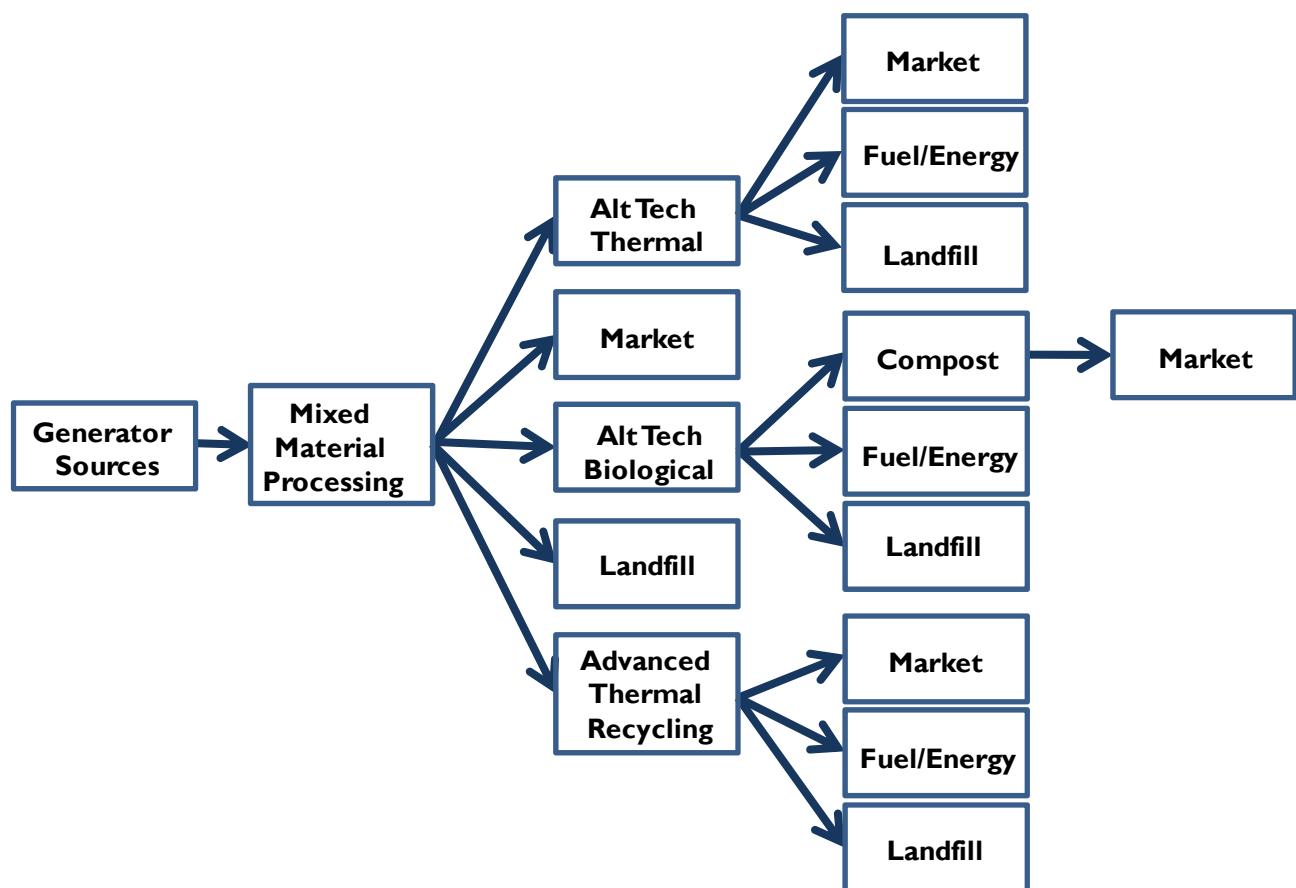 Generator
Sources
Mixed
Material
Processing
Alt Tech
Thermal
Market
Alt Tech
Biological
Landfill
Advanced
Thermal
Recycling
Market
Fuel/Energy
Landfill
Compost
Fuel/Energy
Landfill
Market
Fuel/Energy
Landfill
Market